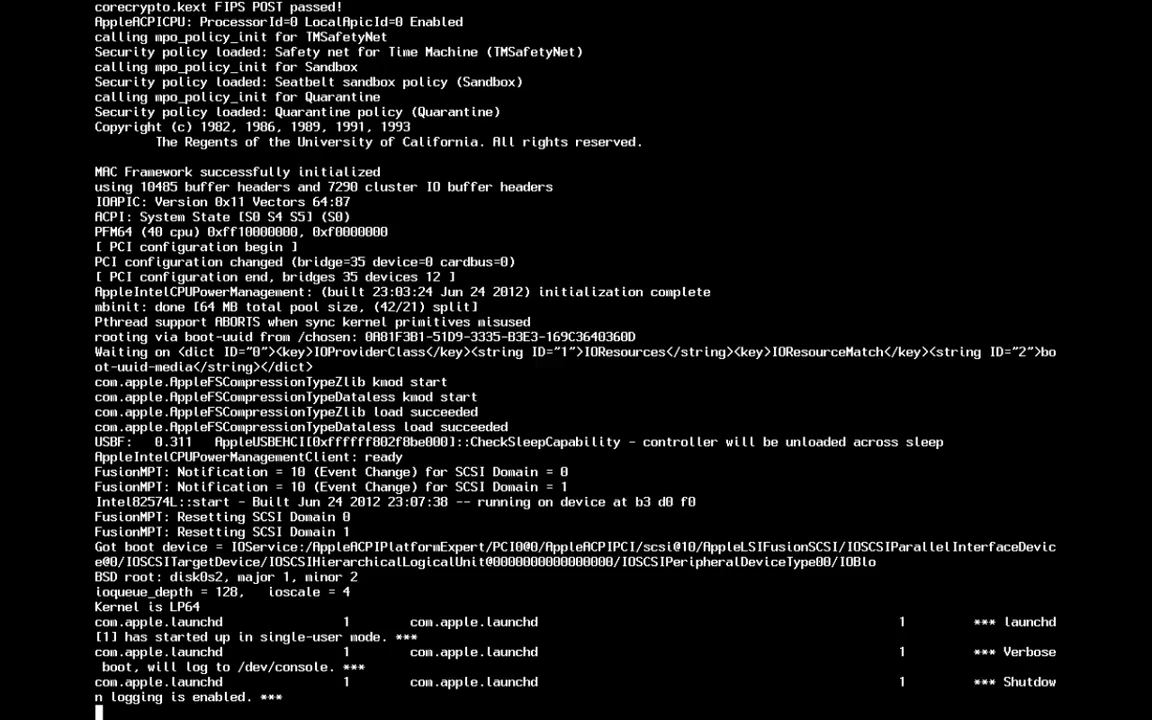 corecrypto.kext FIPS POST passed!
AppleACPICPU: ProcessorId=0 LocalApicId=0 Enabled
calling mpo_policy_init for TMSafetyNet
Security policy loaded: Safety net for Time Machine (TMSafetyNet)
calling mpo_policy_init for Sandbox
Security policy loaded: Seatbelt sandbox policy (Sandbox)
calling mpo_policy_init for Quarantine
Security policy loaded: Quarantine policy (Quarantine)
Copyright (c) 1982, 1986, 1989, 1991, 1993
The Regents of the University of California. All rights reserved.
MAC Framework successfully initialized
using 10485 buffer headers and 7290 cluster IO buffer headers
IOAPIC: Version 0x11 Vectors 64:87
ACPI: System State [S0 S4 S5] (S0)
PFM64 (40 cpu) 0xff10000000, 0xf0000000
[ PCI configuration begin ]
PCI configuration changed (bridge=35 device=0 cardbus=0)
[ PCI configuration end, bridges 35 devices 12 ]
AppleIntelCPUPowerManagement: (built 23:03:24 Jun 24 2012) initialization complete
mbinit: done [64 MB total pool size, (42/21) split]
Pthread support ABORTS when sync kernel primitives misused
rooting via boot-uuid from /chosen: 0A81F3B1-51D9-3335-B3E3-169C3640360D
Waiting on <dict ID="0"><key>IOProviderClass</key><string ID="1">IOResources</string><key>IOResourceMatch</key><string ID="2">bo
ot-uuid-media</string></dict>
com.apple.AppleFSCompressionTypeZlib kmod start
com.apple.AppleFSCompressionTypeDataless kmod start
com.apple.AppleFSCompressionTypeZlib load succeeded
com.apple.AppleFSCompressionTypeDataless load succeeded
USBF:   0.311   AppleUSBEHCI[0xffffff802f8be000]::CheckSleepCapability - controller will be unloaded across sleep
AppleIntelCPUPowerManagementClient: ready
FusionMPT: Notification = 10 (Event Change) for SCSI Domain = 0
FusionMPT: Notification = 10 (Event Change) for SCSI Domain = 1
Intel82574L::start - Built Jun 24 2012 23:07:38 -- running on device at b3 d0 f0
FusionMPT: Resetting SCSI Domain 0
FusionMPT: Resetting SCSI Domain 1
Got boot device = IOService:/AppleACPIPlatformExpert/PCI0@0/AppleACPIPCI/scsi@10/AppleLSIFusionSCSI/IOSCSIParallelInterfaceDevic
e@0/IOSCSITargetDevice/IOSCSIHierarchicalLogicalUnit@0000000000000000/IOSCSIPeripheralDeviceType00/IOBlo
BSD root: disk0s2, major 1, minor 2
ioqueue_depth = 128,   ioscale = 4
Kernel is LP64
com.apple.launchd 1 com.apple.launchd 1 *** launchd
[1] has started up in single-user mode. ***
com.apple.launchd 1 com.apple.launchd 1 *** Verbose
boot, will log to /dev/console. ***
com.apple.launchd 1 com.apple.launchd 1 *** Shutdow
n logging is enabled. ***